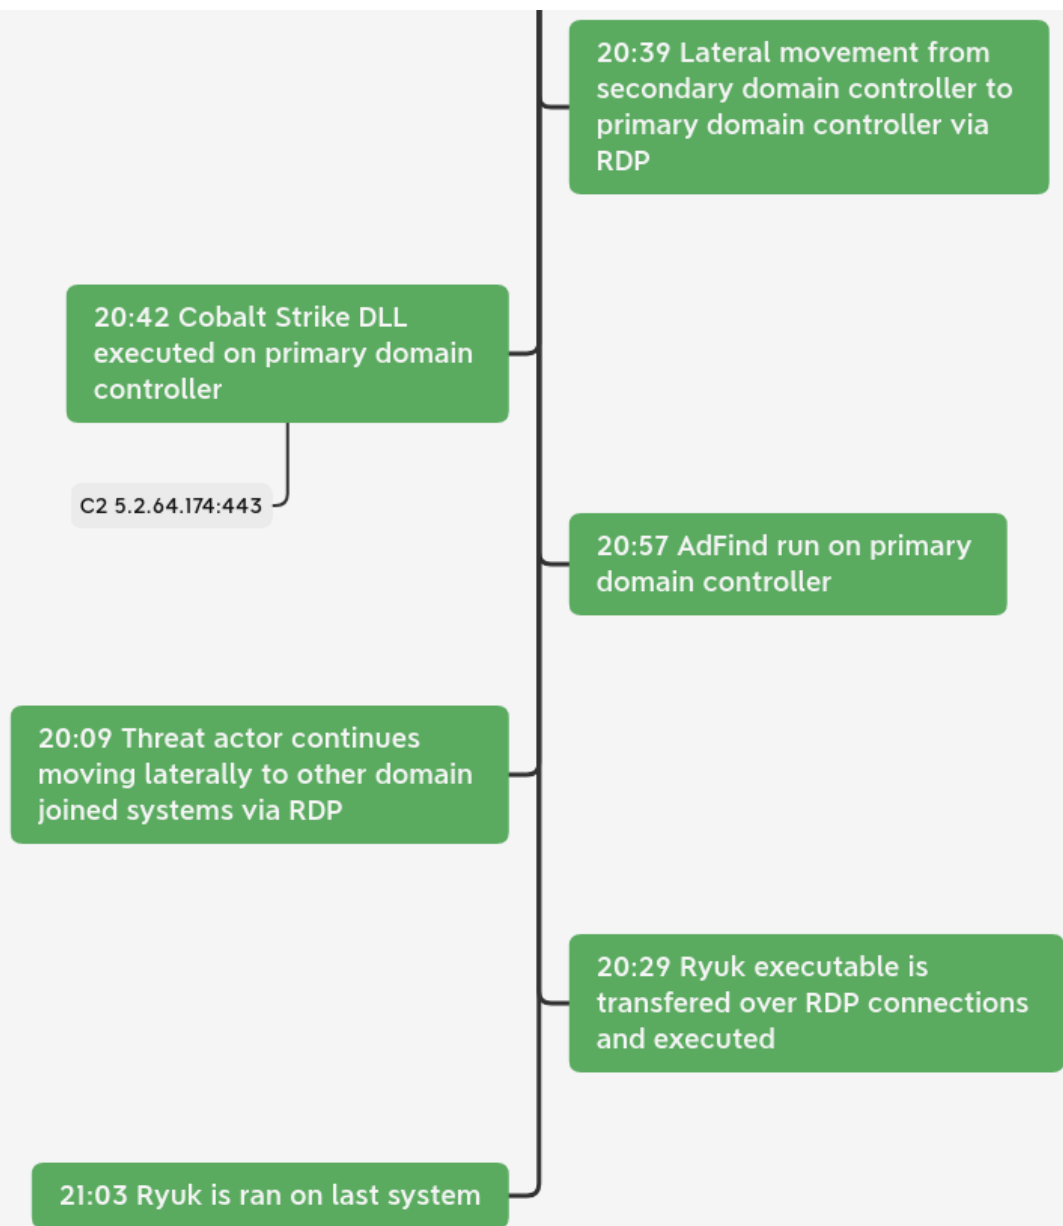 20:39 Lateral movement from
secondary domain controller to
primary domain controller via
RDP
20:42 Cobalt Strike DLL
executed on primary domain
controller
C2 5.2.64.174:443
20:57 AdFind run on primary
domain controller
20:09 Threat actor continues
moving laterally to other domain
joined systems via RDP
20:29 Ryuk executable is
transfered over RDP connections
and executed
21:03 Ryuk is ran on last system